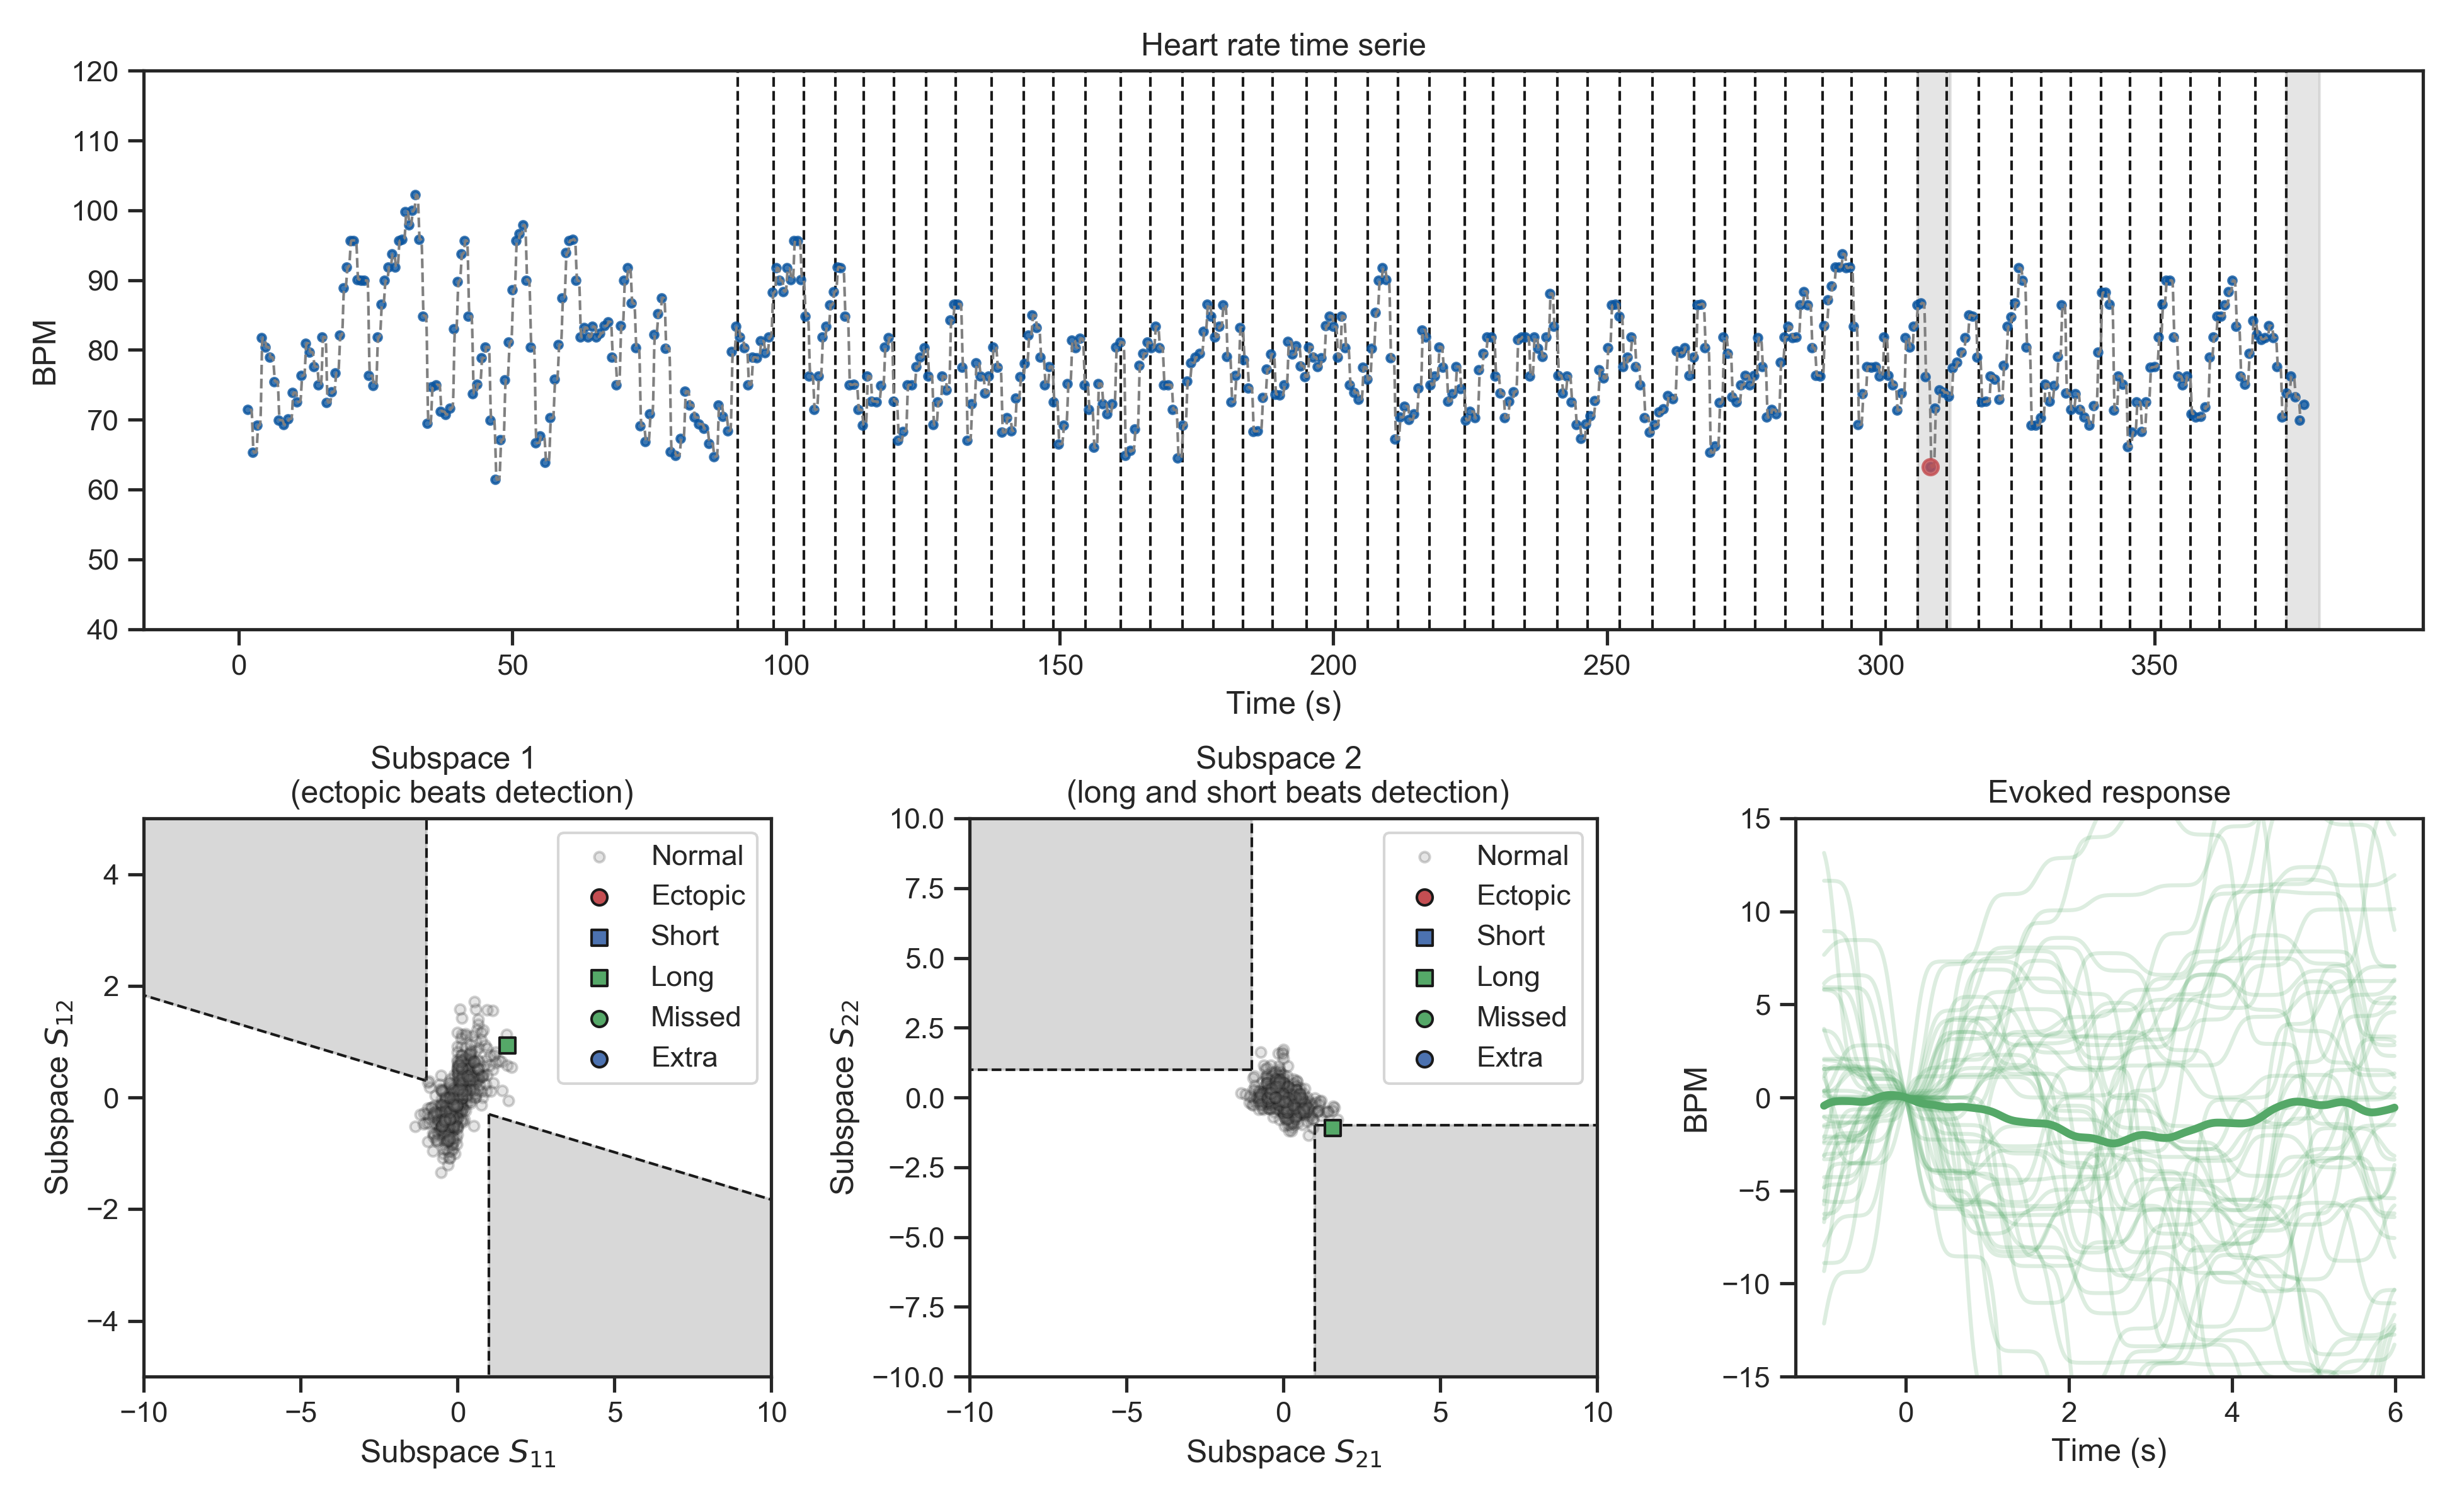 Heart rate time serie
120
110
100
90
80
70
60
50
40
BPM
0 50 100 150 200 250 300 350
Time (s)
Subspace 1
(ectopic beats detection)
4
2
0
−2
−4
Subspace S12
Normal
Ectopic
Short
Long
Missed
Extra
−10 −5 0 5 10
Subspace S11
Subspace 2
(long and short beats detection)
10.0
7.5
5.0
2.5
0.0
−2.5
−5.0
−7.5
−10.0
Subspace S22
Normal
Ectopic
Short
Long
Missed
Extra
−10 −5 0 5 10
Subspace S21
Evoked response
15
10
5
0
−5
−10
−15
BPM
0 2 4 6
Time (s)